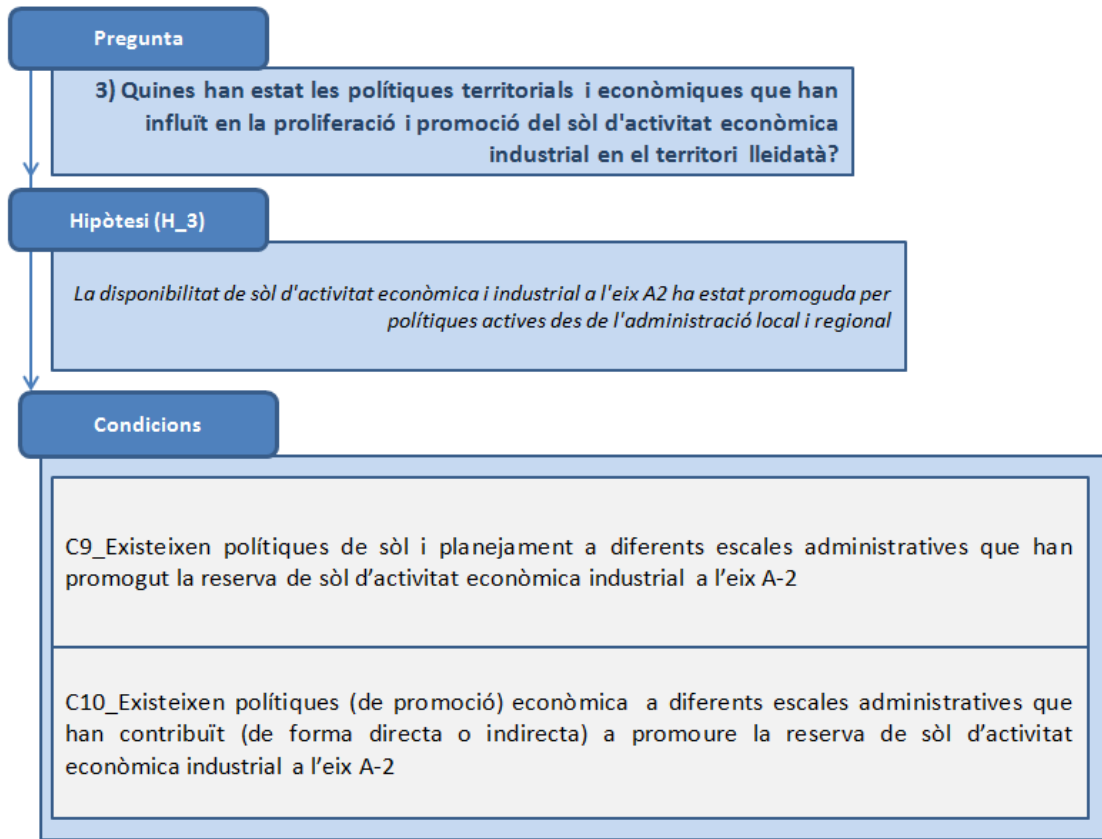 Pregunta
3) Quines han estat les polítiques territorials i econòmiques que han
influït en la proliferació i promoció del sòl d'activitat econòmica
industrial en el territori lleidatà?
Hipòtesi (H_3)
La disponibilitat de sòl d'activitat econòmica i industrial a l'eix A2 ha estat promoguda per
polítiques actives des de l'administració local i regional
Condicions
C9_Existeixen polítiques de sòl i planejament a diferents escales administratives que han
promogut la reserva de sòl d’activitat econòmica industrial a l’eix A-2
C10_Existeixen polítiques (de promoció) econòmica a diferents escales administratives que
han contribuït (de forma directa o indirecta) a promoure la reserva de sòl d’activitat
econòmica industrial a l’eix A-2